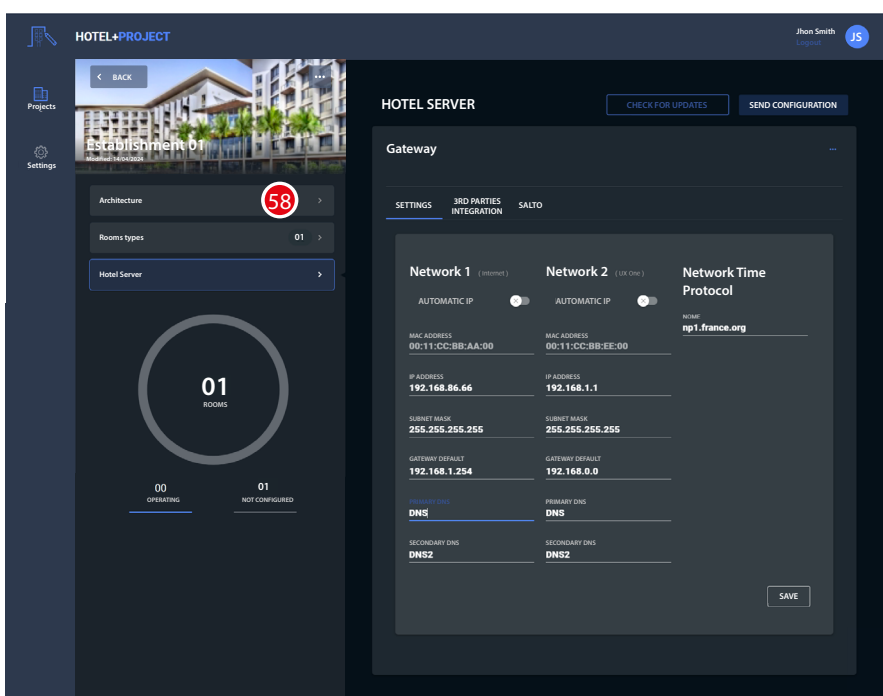 HOTEL+PROJECT
Jhon Smith
Logout
JS
Projects
Settings
BACK
...
Establishment 01
Modified: 14/04/2024
Architecture
58
Rooms types
01
Hotel Server
01
ROOMS
00
OPERATING
01
NOT CONFIGURED
HOTEL SERVER
CHECK FOR UPDATES
SEND CONFIGURATION
Gateway
...
SETTINGS
3RD PARTIES
INTEGRATION
SALTO
Network 1 ( Internet )
AUTOMATIC IP
MAC ADDRESS
00:11:CC:BB:AA:00
IP ADDRESS
192.168.86.66
SUBNET MASK
255.255.255.255
GATEWAY DEFAULT
192.168.1.254
PRIMARY DNS
DNS
SECONDARY DNS
DNS2
Network 2 ( UX One )
AUTOMATIC IP
MAC ADDRESS
00:11:CC:BB:EE:00
IP ADDRESS
192.168.1.1
SUBNET MASK
255.255.255.255
GATEWAY DEFAULT
192.168.0.0
PRIMARY DNS
DNS
SECONDARY DNS
DNS2
Network Time
Protocol
NOME
np1.france.org
SAVE